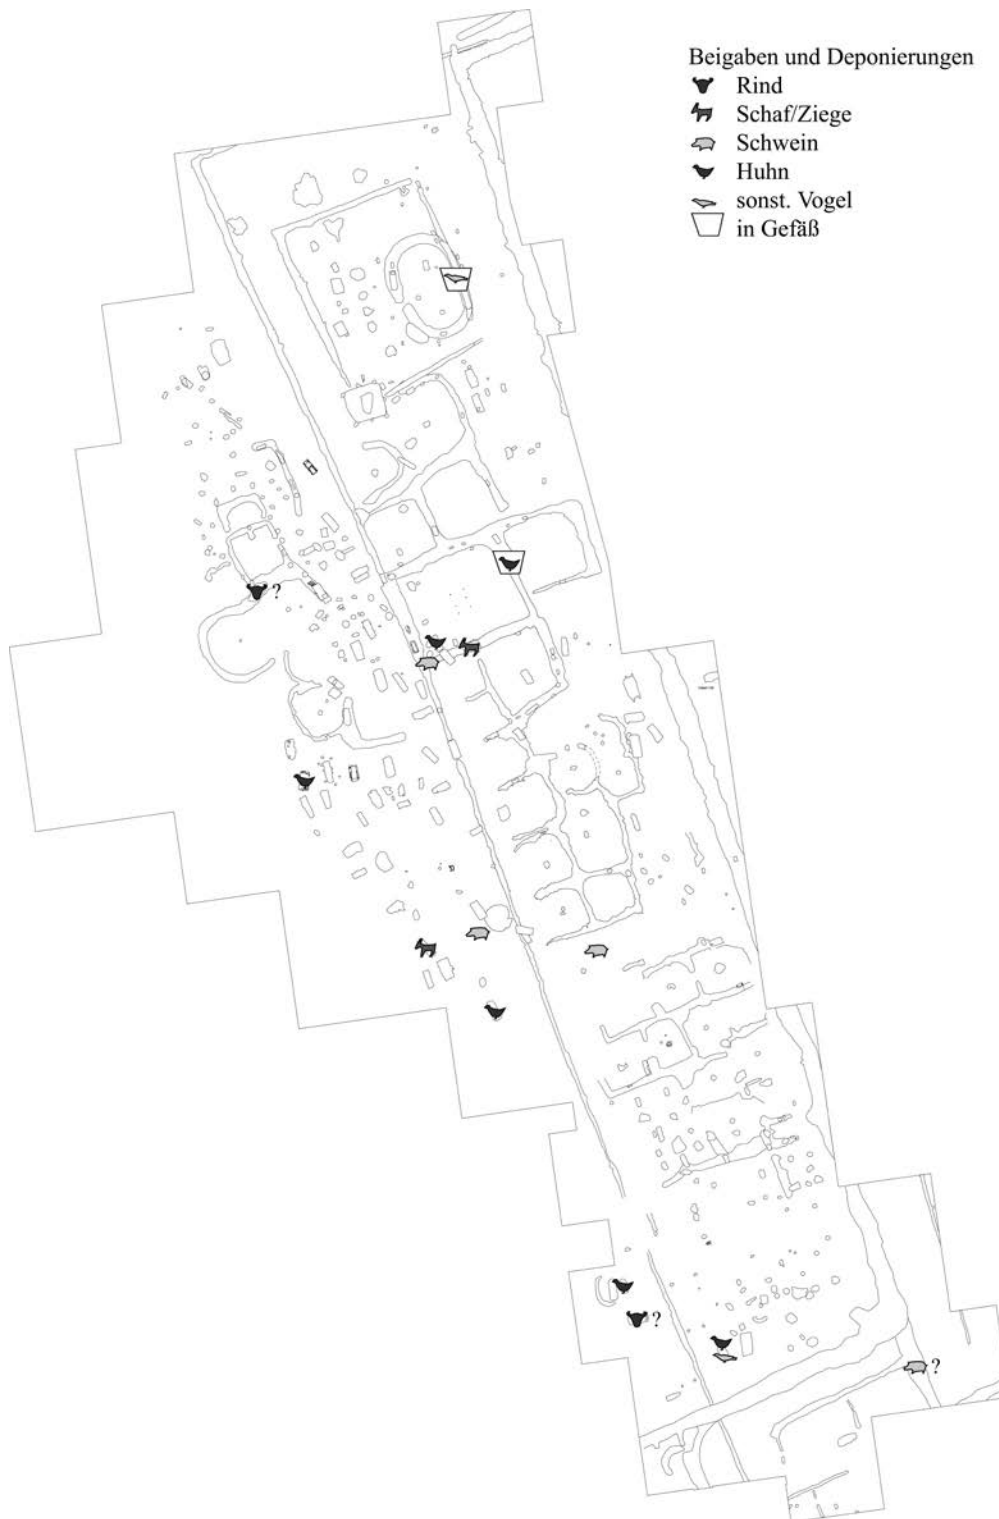 Beigaben und Deponierungen
Rind
Schaf/Ziege
Schwein
Huhn
sonst. Vogel
in Gefäß
?
?
?